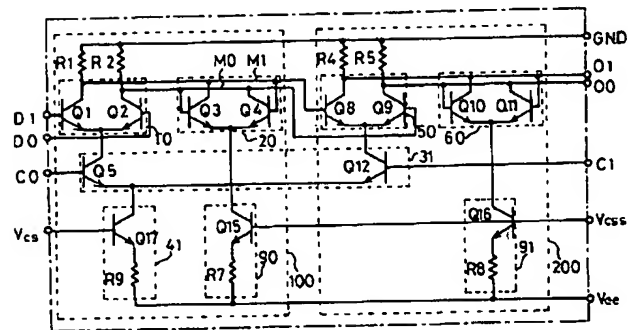 GND
R1 R2 R4 R5
M0 M1 O1
O0
Q1 Q2 Q3 Q4 Q8 Q9 Q10 Q11
D1
D0 10 20 50 60
31
C0 Q5 Q12 C1
Vcs Q17 Q15 Q16 Vcss
41 90 100 91 200
R9 R7 R8
Vee